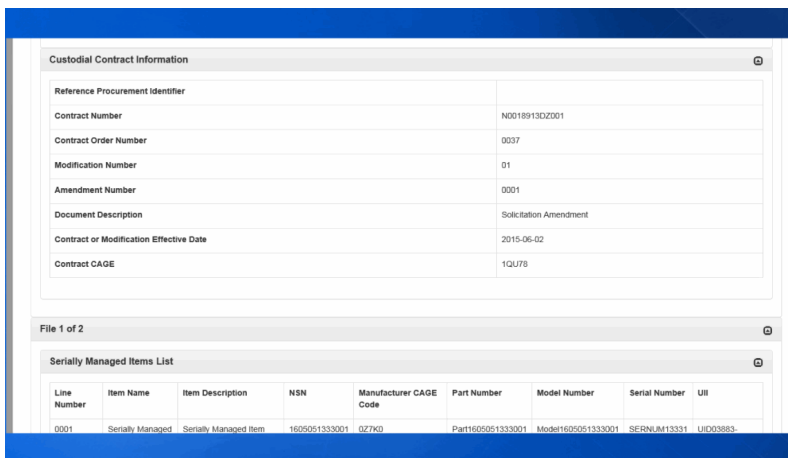 Custodial Contract Information
Reference Procurement Identifier
Contract Number N0018913DZ001
Contract Order Number 0037
Modification Number 01
Amendment Number 0001
Document Description Solicitation Amendment
Contract or Modification Effective Date 2015-06-02
Contract CAGE 1QU78
File 1 of 2
Serially Managed Items List
Line Number Item Name Item Description NSN Manufacturer CAGE Code Part Number Model Number Serial Number UII
0001 Serially Managed Serially Managed Item 1605051333001 0Z7K0 Part1605051333001 Model1605051333001 SERNUM13331 UID03883-